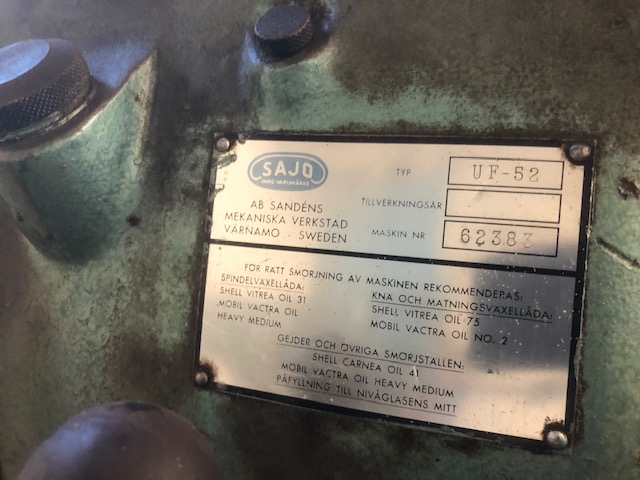 SAJO
INREG VARUMÄRKE
AB SANDÉNS
MEKANISKA VERKSTAD
VÄRNAMO SWEDEN
TYP UF-52
TILLVERKNINGSÅR
MASKIN NR 62383
FÖR RÄTT SMÖRJNING AV MASKINEN REKOMMENDERAS:
SPINDELVÄXELLÅDA:
SHELL VITREA OIL 31
MOBIL VACTRA OIL
HEAVY MEDIUM
KNÄ OCH MATNINGSVÄXELLÅDA:
SHELL VITREA OIL 75
MOBIL VACTRA OIL NO. 2
GEJDER OCH ÖVRIGA SMÖRJSTÄLLEN:
SHELL CARNEA OIL 41
MOBIL VACTRA OIL HEAVY MEDIUM
PÅFYLLNING TILL NIVÅGLASENS MITT